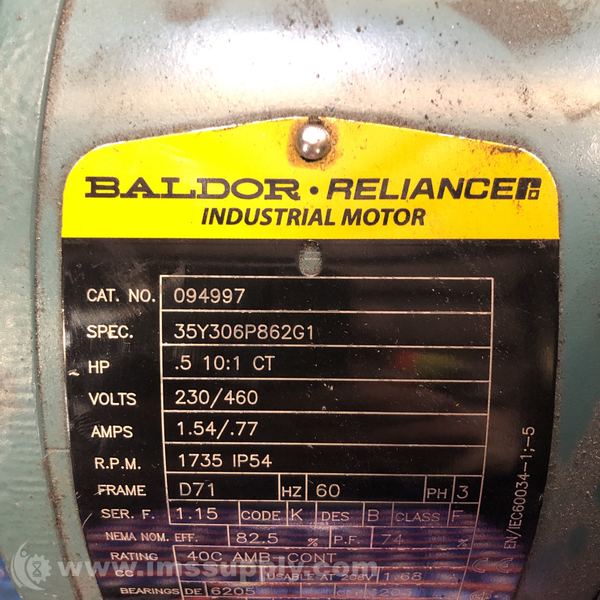 BALDOR • RELIANCE
INDUSTRIAL MOTOR
CAT. NO. 094997
SPEC. 35Y306P862G1
HP .5 10:1 CT
VOLTS 230/460
AMPS 1.54/.77
R.P.M. 1735 IP54
FRAME D71 HZ 60 PH 3
SER. F. 1.15 CODE K DES B CLASS F
NEMA NOM. EFF. 82.5 % P.F. 74 %
RATING 40C AMB-CONT
CC USABLE AT 208V 1.68
BEARINGS DE 6205
EN/IEC60034-1;-5
www.imssupply.com